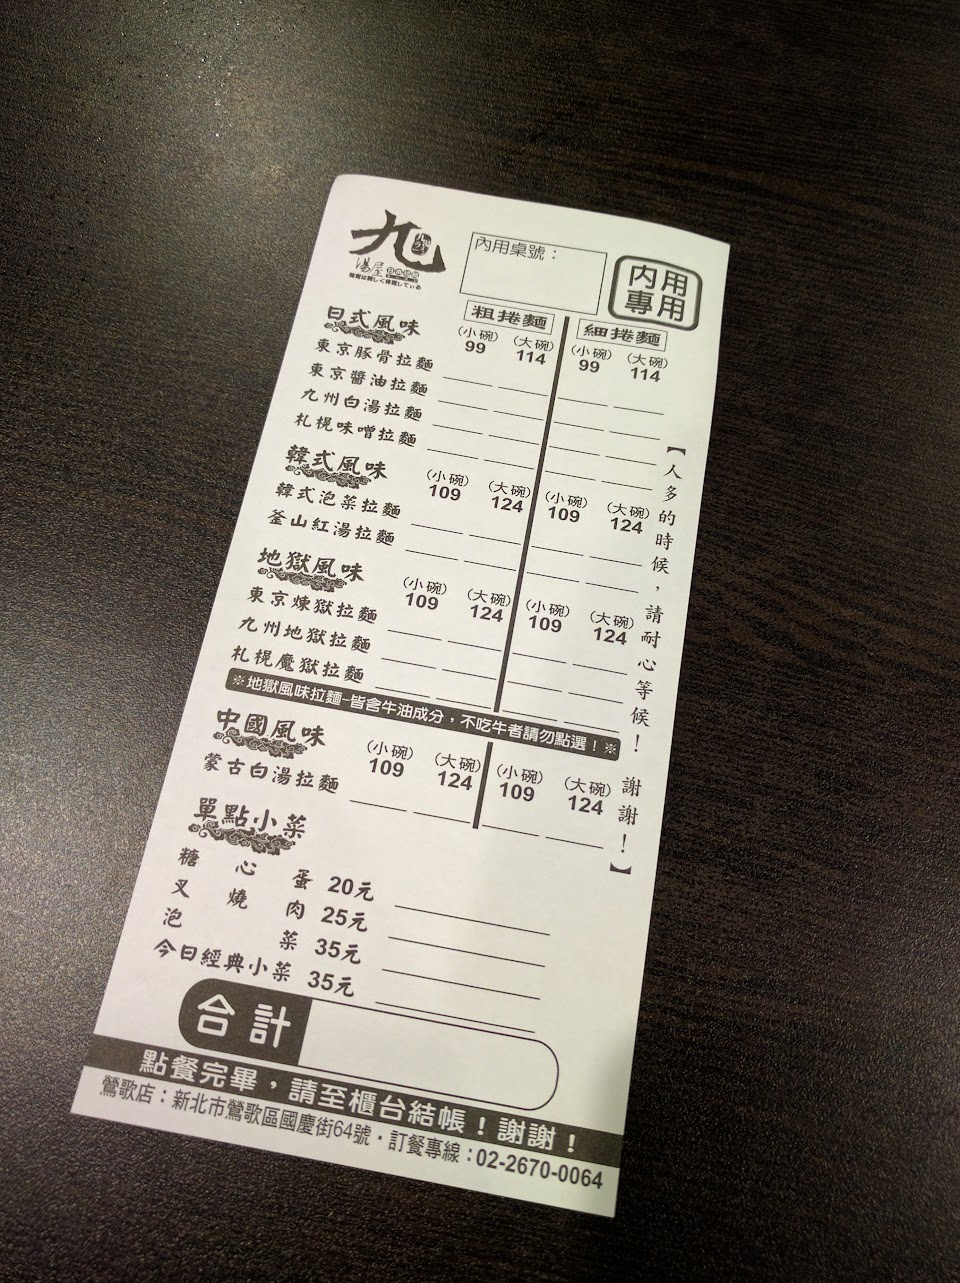 九
湯屋
內用桌號：
內用
專用
粗捲麵
細捲麵
日式風味
（小碗） （大碗） （小碗） （大碗）
99 114 99 114
東京豚骨拉麵
東京醬油拉麵
九州白湯拉麵
札幌味噌拉麵
韓式風味
（小碗） （大碗） （小碗） （大碗）
109 124 109 124
韓式泡菜拉麵
釜山紅湯拉麵
地獄風味
（小碗） （大碗） （小碗） （大碗）
109 124 109 124
東京煉獄拉麵
九州地獄拉麵
札幌魔獄拉麵
※地獄風味拉麵-皆含牛油成分，不吃牛者請勿點選！※
中國風味
（小碗） （大碗） （小碗） （大碗）
109 124 109 124
蒙古白湯拉麵
【人多的時候，請耐心等候！謝謝！】
單點小菜
糖心蛋 20元
叉燒肉 25元
泡菜 35元
今日經典小菜 35元
合計
點餐完畢，請至櫃台結帳！謝謝！
鶯歌店：新北市鶯歌區國慶街64號・訂餐專線：02-2670-0064